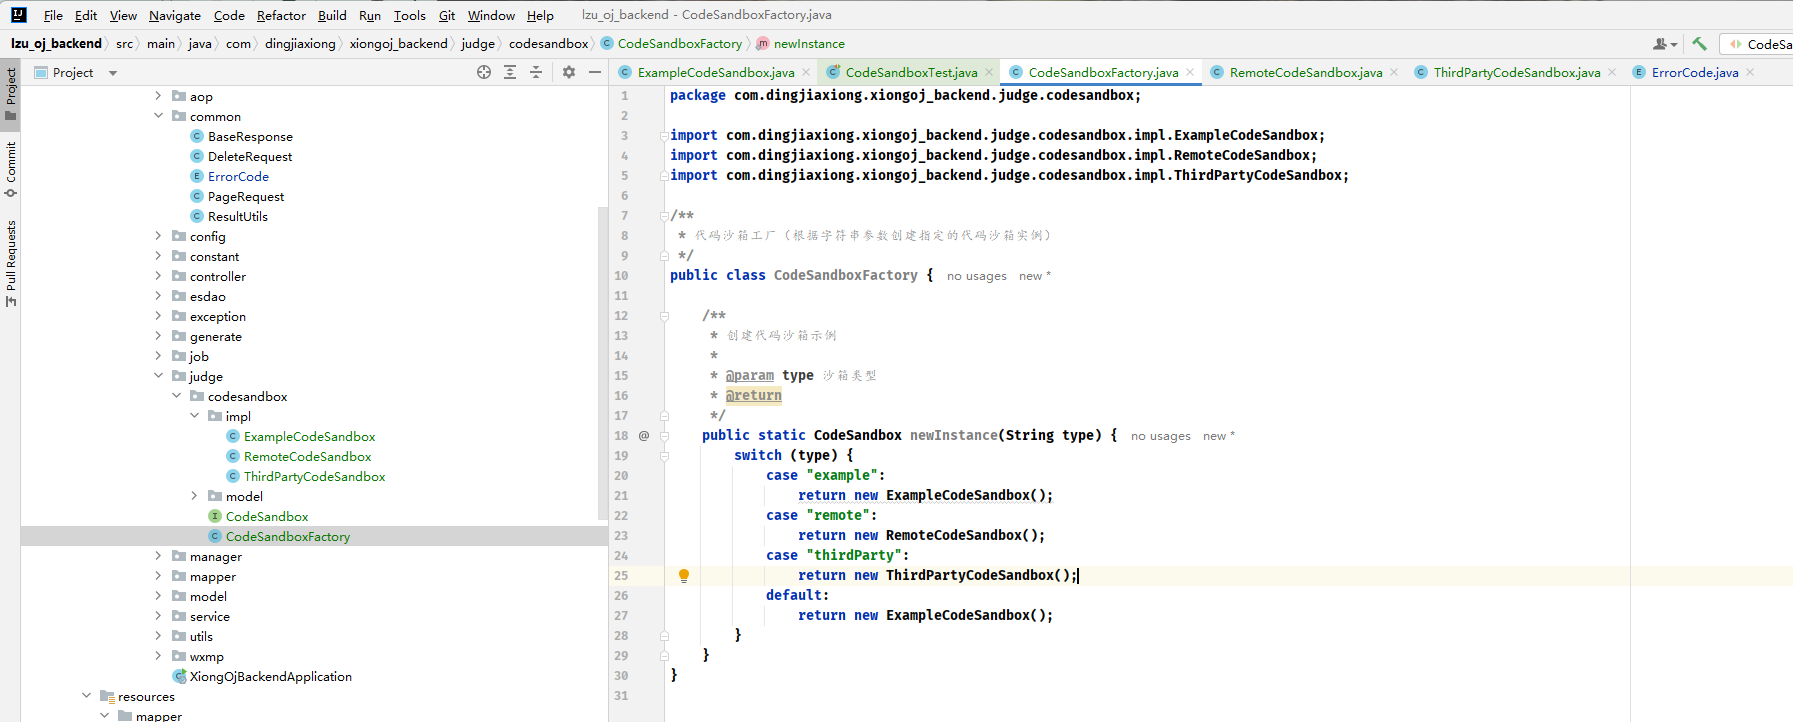 File Edit View Navigate Code Refactor Build Run Tools Git Window Help lzu_oj_backend - CodeSandboxFactory.java
lzu_oj_backend src main java com dingjiaxiong xiongoj_backend judge codesandbox CodeSandboxFactory newInstance CodeSa
Project
Commit
Pull Requests
Project
aop
common
BaseResponse
DeleteRequest
ErrorCode
PageRequest
ResultUtils
config
constant
controller
esdao
exception
generate
job
judge
codesandbox
impl
ExampleCodeSandbox
RemoteCodeSandbox
ThirdPartyCodeSandbox
model
CodeSandbox
CodeSandboxFactory
manager
mapper
model
service
utils
wxmp
XiongOjBackendApplication
resources
mapper
ExampleCodeSandbox.java CodeSandboxTest.java CodeSandboxFactory.java RemoteCodeSandbox.java ThirdPartyCodeSandbox.java ErrorCode.java
1 package com.dingjiaxiong.xiongoj_backend.judge.codesandbox;
2
3 import com.dingjiaxiong.xiongoj_backend.judge.codesandbox.impl.ExampleCodeSandbox;
4 import com.dingjiaxiong.xiongoj_backend.judge.codesandbox.impl.RemoteCodeSandbox;
5 import com.dingjiaxiong.xiongoj_backend.judge.codesandbox.impl.ThirdPartyCodeSandbox;
6
7 /**
8 * 代码沙箱工厂（根据字符串参数创建指定的代码沙箱实例）
9 */
10 public class CodeSandboxFactory { no usages new *
11
12 /**
13 * 创建代码沙箱示例
14 *
15 * @param type 沙箱类型
16 * @return
17 */
18 @ public static CodeSandbox newInstance(String type) { no usages new *
19 switch (type) {
20 case "example":
21 return new ExampleCodeSandbox();
22 case "remote":
23 return new RemoteCodeSandbox();
24 case "thirdParty":
25 return new ThirdPartyCodeSandbox();
26 default:
27 return new ExampleCodeSandbox();
28 }
29 }
30 }
31